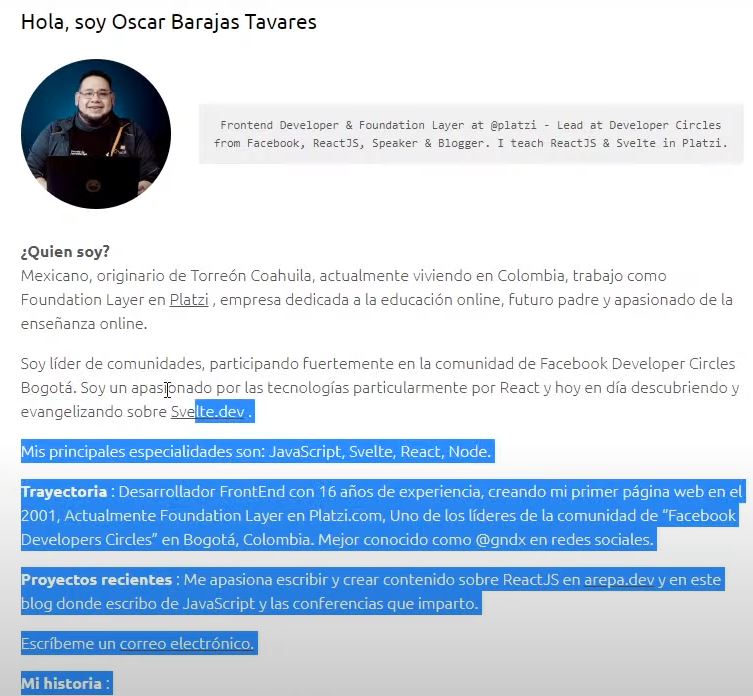 Hola, soy Oscar Barajas Tavares
Frontend Developer & Foundation Layer at @platzi - Lead at Developer Circles
from Facebook, ReactJS, Speaker & Blogger. I teach ReactJS & Svelte in Platzi.
¿Quien soy?
Mexicano, originario de Torreón Coahuila, actualmente viviendo en Colombia, trabajo como
Foundation Layer en Platzi , empresa dedicada a la educación online, futuro padre y apasionado de la
enseñanza online.
Soy líder de comunidades, participando fuertemente en la comunidad de Facebook Developer Circles
Bogotá. Soy un apasionado por las tecnologías particularmente por React y hoy en día descubriendo y
evangelizando sobre Svelte.dev .
Mis principales especialidades son: JavaScript, Svelte, React, Node.
Trayectoria : Desarrollador FrontEnd con 16 años de experiencia, creando mi primer página web en el
2001, Actualmente Foundation Layer en Platzi.com, Uno de los líderes de la comunidad de “Facebook
Developers Circles” en Bogotá, Colombia. Mejor conocido como @gndx en redes sociales.
Proyectos recientes : Me apasiona escribir y crear contenido sobre ReactJS en arepa.dev y en este
blog donde escribo de JavaScript y las conferencias que imparto.
Escríbeme un correo electrónico.
Mi historia :